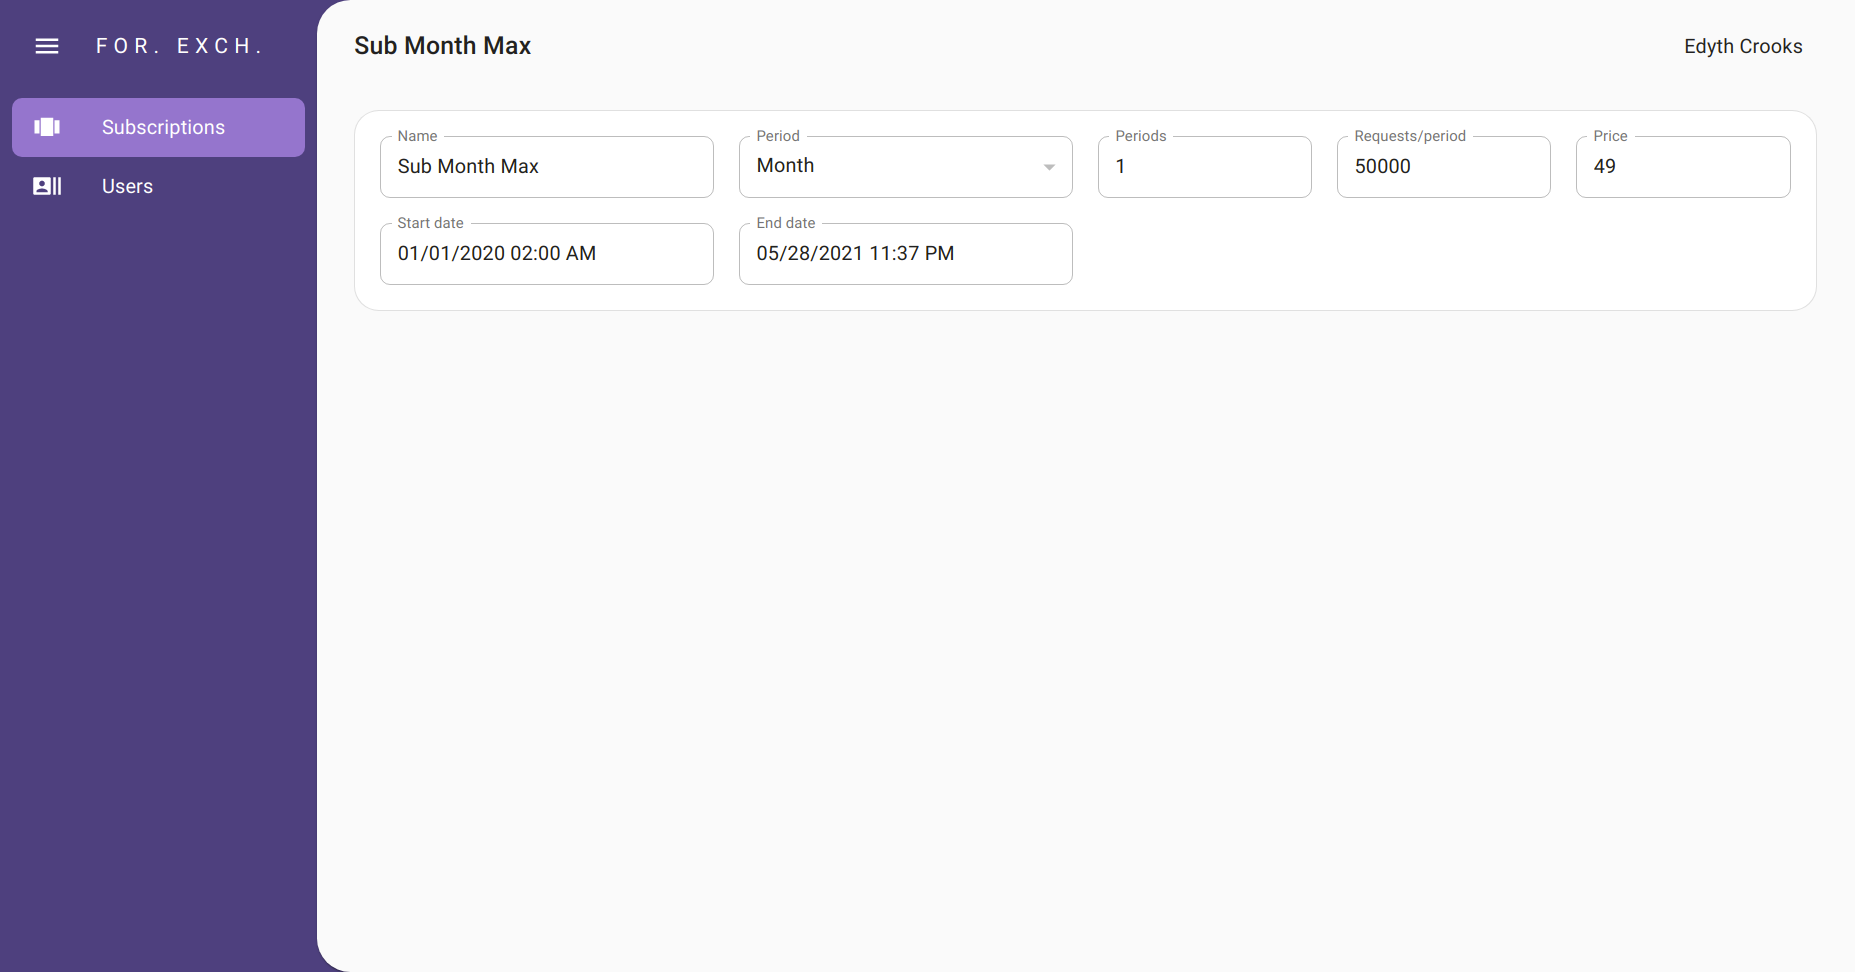 FOR. EXCH.
Subscriptions
Users
Sub Month Max
Edyth Crooks
Name
Sub Month Max
Period
Month
Periods
1
Requests/period
50000
Price
49
Start date
01/01/2020 02:00 AM
End date
05/28/2021 11:37 PM